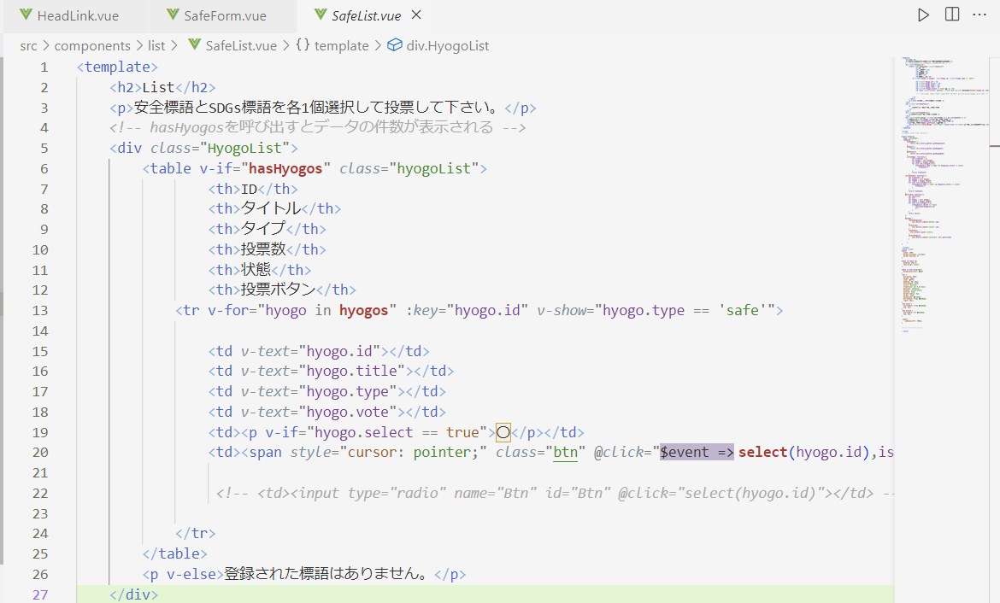 HeadLink.vue SafeForm.vue SafeList.vue
src > components > list > SafeList.vue > {} template > div.HyogoList
1 <template>
2 <h2>List</h2>
3 <p>安全標語とSDGs標語を各1個選択して投票して下さい。</p>
4 <!-- hasHyogosを呼び出すとデータの件数が表示される -->
5 <div class="HyogoList">
6 <table v-if="hasHyogos" class="hyogoList">
7 <th>ID</th>
8 <th>タイトル</th>
9 <th>タイプ</th>
10 <th>投票数</th>
11 <th>状態</th>
12 <th>投票ボタン</th>
13 <tr v-for="hyogo in hyogos" :key="hyogo.id" v-show="hyogo.type == 'safe'">
14
15 <td v-text="hyogo.id"></td>
16 <td v-text="hyogo.title"></td>
17 <td v-text="hyogo.type"></td>
18 <td v-text="hyogo.vote"></td>
19 <td><p v-if="hyogo.select == true">〇</p></td>
20 <td><span style="cursor: pointer;" class="btn" @click="$event => select(hyogo.id),is
21
22 <!-- <td><input type="radio" name="Btn" id="Btn" @click="select(hyogo.id)"></td> --
23
24 </tr>
25 </table>
26 <p v-else>登録された標語はありません。</p>
27 </div>